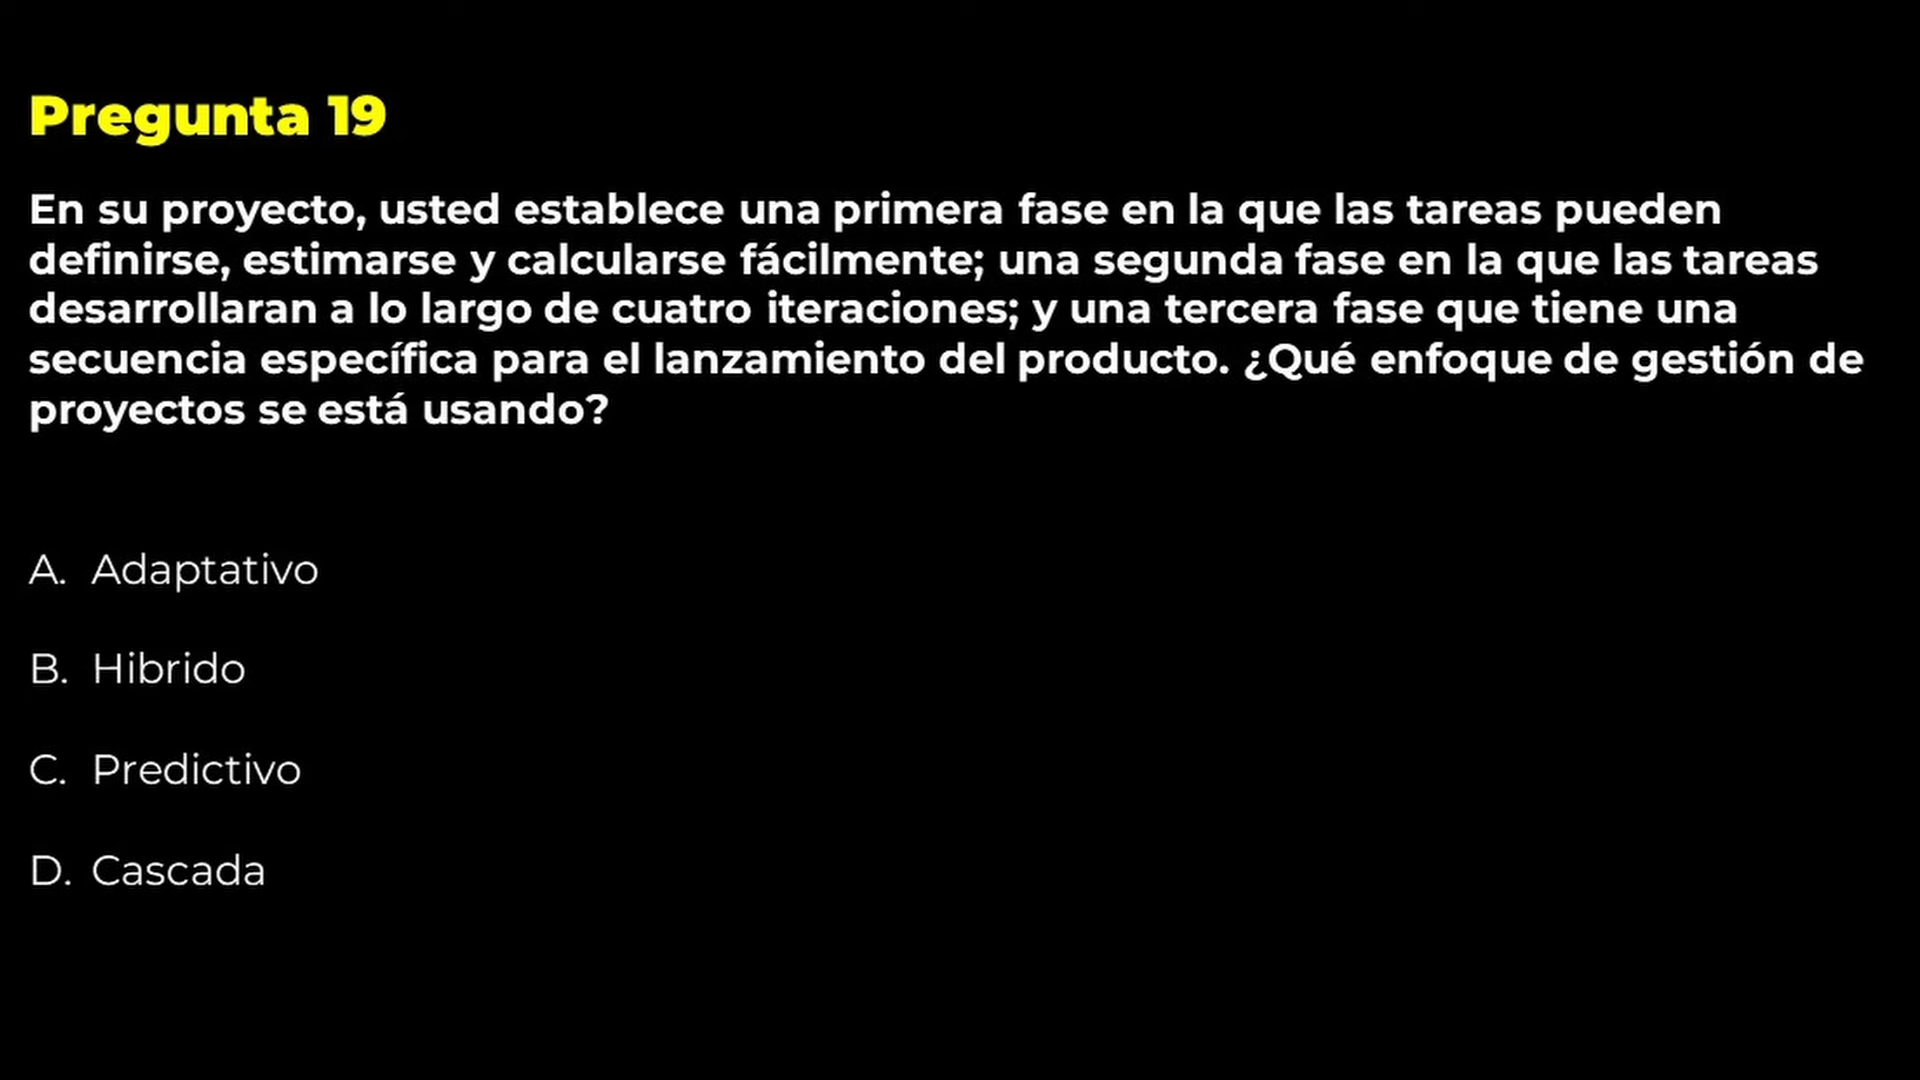 Pregunta 19
En su proyecto, usted establece una primera fase en la que las tareas pueden
definirse, estimarse y calcularse fácilmente; una segunda fase en la que las tareas
desarrollaran a lo largo de cuatro iteraciones; y una tercera fase que tiene una
secuencia específica para el lanzamiento del producto. ¿Qué enfoque de gestión de
proyectos se está usando?
A. Adaptativo
B. Hibrido
C. Predictivo
D. Cascada